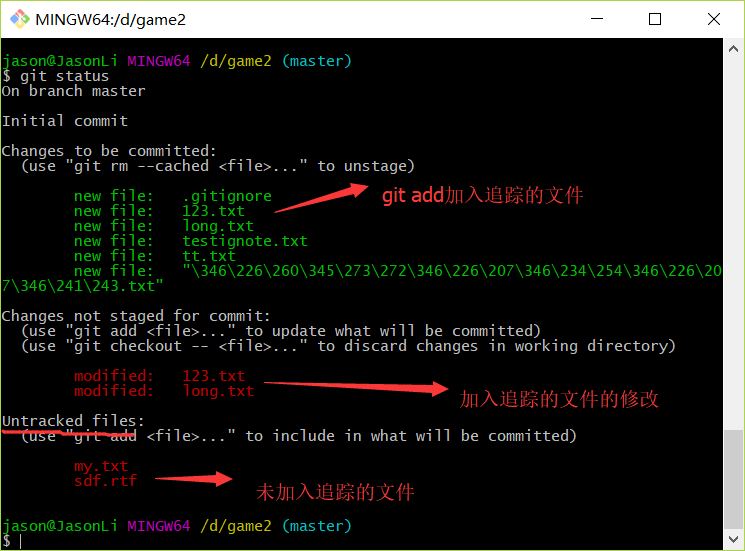 MINGW64:/d/game2
jason@JasonLi MINGW64 /d/game2 (master)
$ git status
On branch master
Initial commit
Changes to be committed:
(use "git rm --cached <file>..." to unstage)
new file: .gitignore
new file: 123.txt
git add加入追踪的文件
new file: long.txt
new file: testignote.txt
new file: tt.txt
new file: "\346\226\260\345\273\272\346\226\207\346\234\254\346\226\20
7\346\241\243.txt"
Changes not staged for commit:
(use "git add <file>..." to update what will be committed)
(use "git checkout -- <file>..." to discard changes in working directory)
modified: 123.txt
modified: long.txt
加入追踪的文件的修改
Untracked files:
(use "git add <file>..." to include in what will be committed)
my.txt
sdf.rtf
未加入追踪的文件
jason@JasonLi MINGW64 /d/game2 (master)
$